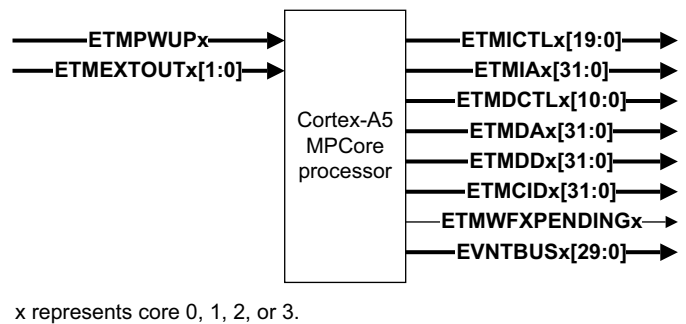 ETMPWUPx
ETMEXTOUTx[1:0]
Cortex-A5
MPCore
processor
ETMICTLx[19:0]
ETMIAx[31:0]
ETMDCTLx[10:0]
ETMDAx[31:0]
ETMDDx[31:0]
ETMCIDx[31:0]
ETMWFXPENDINGx
EVNTBUSx[29:0]
x represents core 0, 1, 2, or 3.